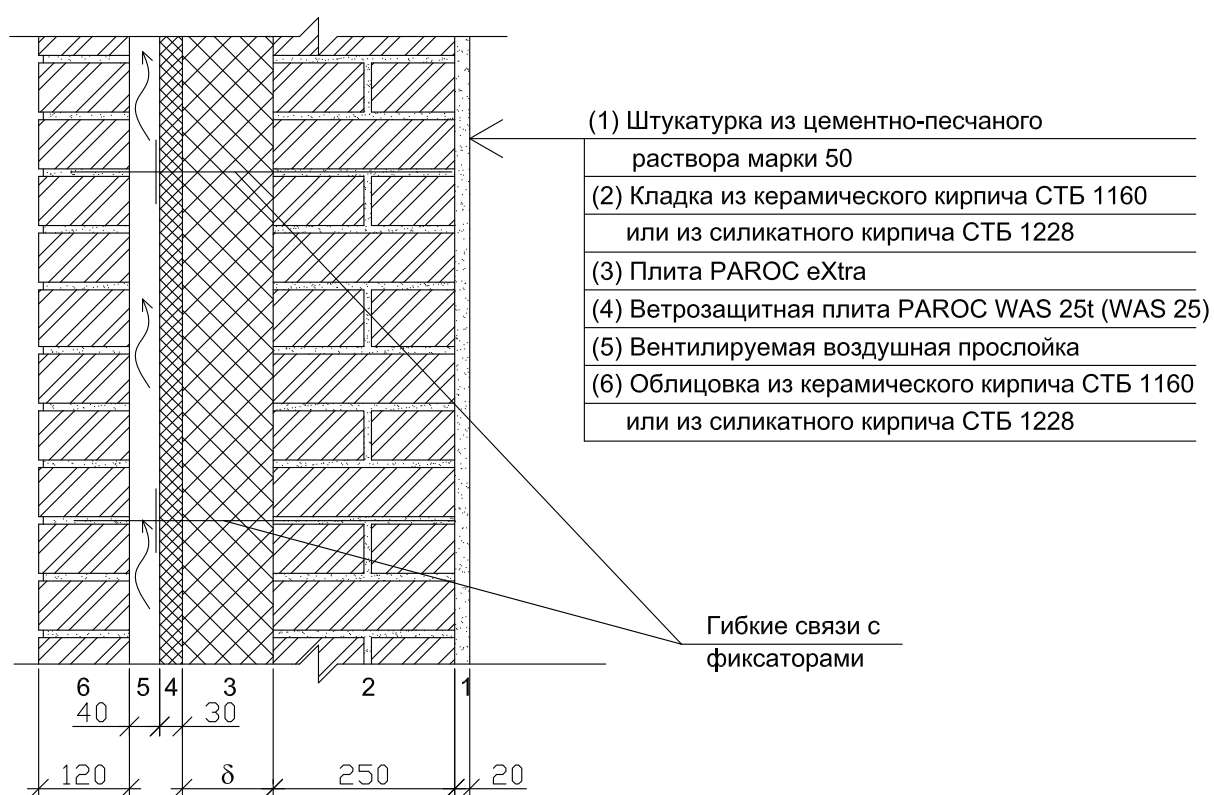 (1) Штукатурка из цементно-песчаного
раствора марки 50
(2) Кладка из керамического кирпича СТБ 1160
или из силикатного кирпича СТБ 1228
(3) Плита PAROC eXtra
(4) Ветрозащитная плита PAROC WAS 25t (WAS 25)
(5) Вентилируемая воздушная прослойка
(6) Облицовка из керамического кирпича СТБ 1160
или из силикатного кирпича СТБ 1228
Гибкие связи с
фиксаторами
6 5 4 3 2 1
40 30
120 δ 250 20